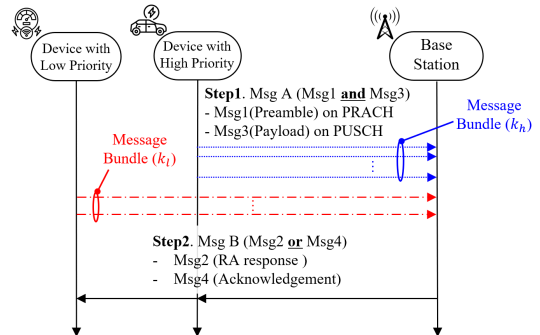 Device with
Low Priority
Device with
High Priority
Base
Station
Step1. Msg A (Msg1 and Msg3)
- Msg1(Preamble) on PRACH
- Msg3(Payload) on PUSCH
Message
Bundle (kₕ)
Message
Bundle (kₗ)
Step2. Msg B (Msg2 or Msg4)
- Msg2 (RA response )
- Msg4 (Acknowledgement)